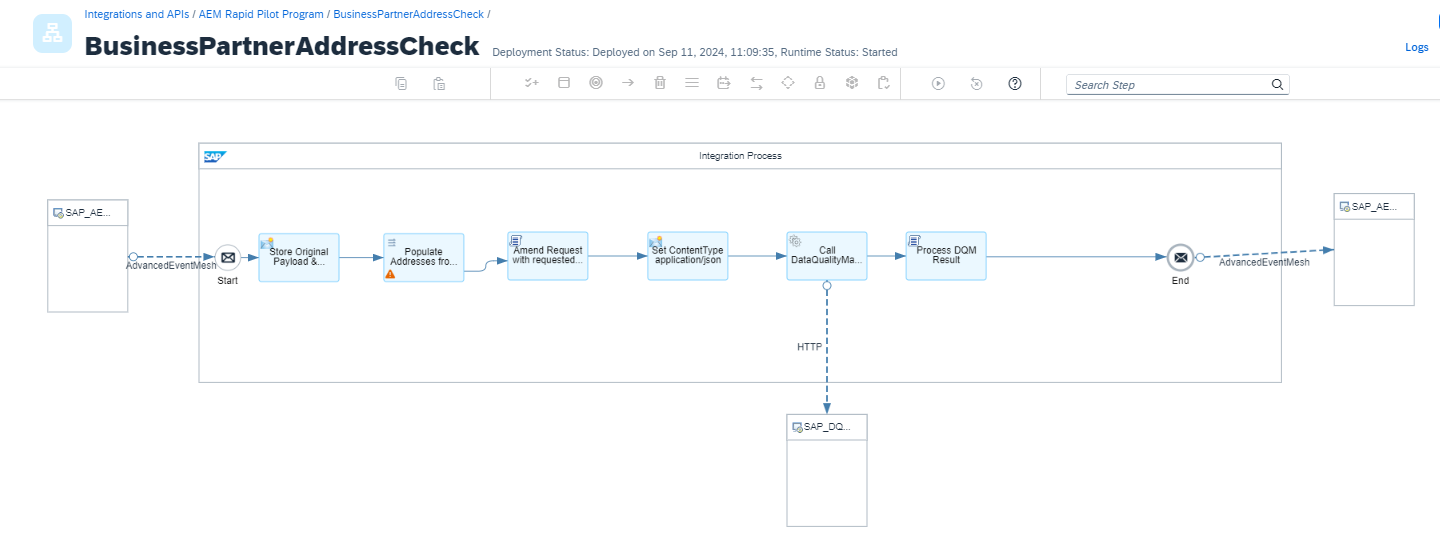 Integrations and APIs / AEM Rapid Pilot Program / BusinessPartnerAddressCheck /
BusinessPartnerAddressCheck
Deployment Status: Deployed on Sep 11, 2024, 11:09:35, Runtime Status: Started
Logs
Search Step
SAP
Integration Process
SAP_AE...
SAP_AE...
AdvancedEventMesh
Start
Store Original
Payload &...
Populate
Addresses fro...
Amend Request
with requested...
Set ContentType
application/json
Call
DataQualityMa...
Process DQM
Result
End
AdvancedEventMesh
HTTP
SAP_DQ...